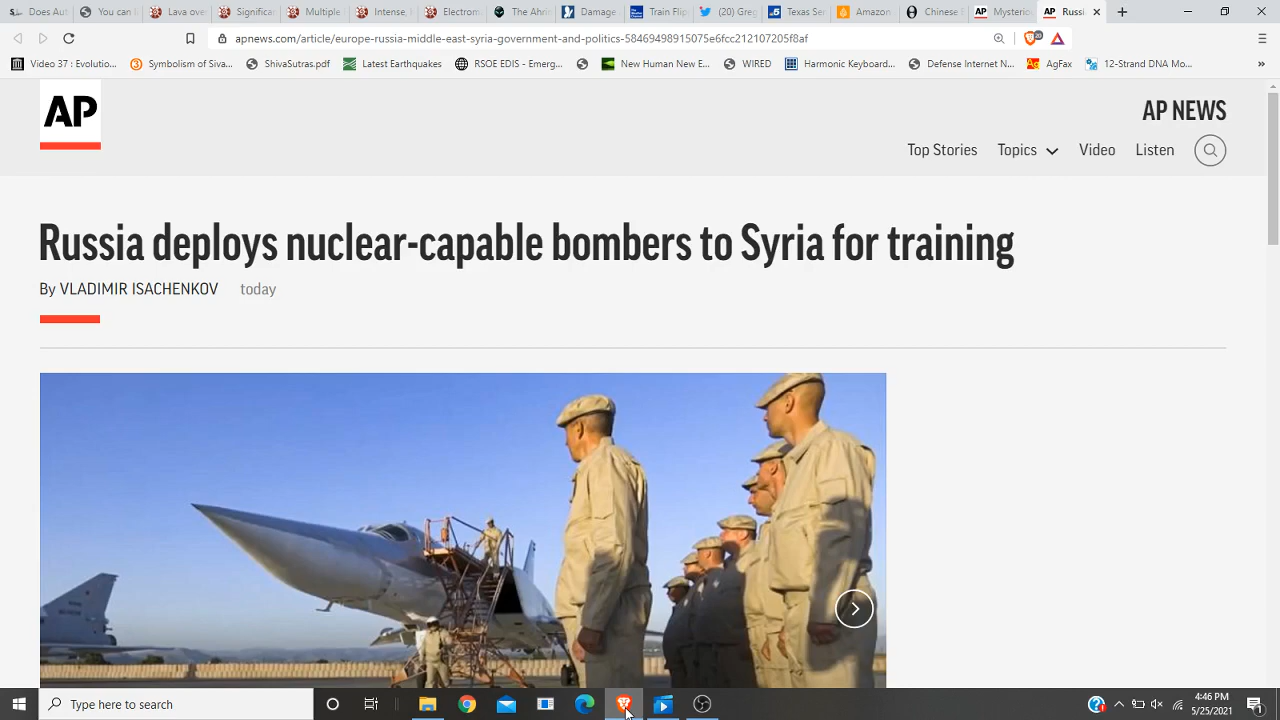 Does Aut
You can
Lava ove
Significan
Multiple
Intense,
Electrom
The Ahri
Damage
Train Flip
(20) Greg
Texas Ser
Amazon
Chinese
Mysterio
Russi
apnews.com/article/europe-russia-middle-east-syria-government-and-politics-58469498915075e6fcc212107205f8af
20
Video 37 : Evolutio...
Symbolism of Siva...
ShivaSutras.pdf
Latest Earthquakes
RSOE EDIS - Emerg...
New Human New E...
WIRED
Harmonic Keyboard...
Defense Internet N...
AgFax
12-Strand DNA Mo...
AP
AP NEWS
Top Stories Topics Video Listen
Russia deploys nuclear-capable bombers to Syria for training
By VLADIMIR ISACHENKOV today
Type here to search
4:46 PM
5/25/2021